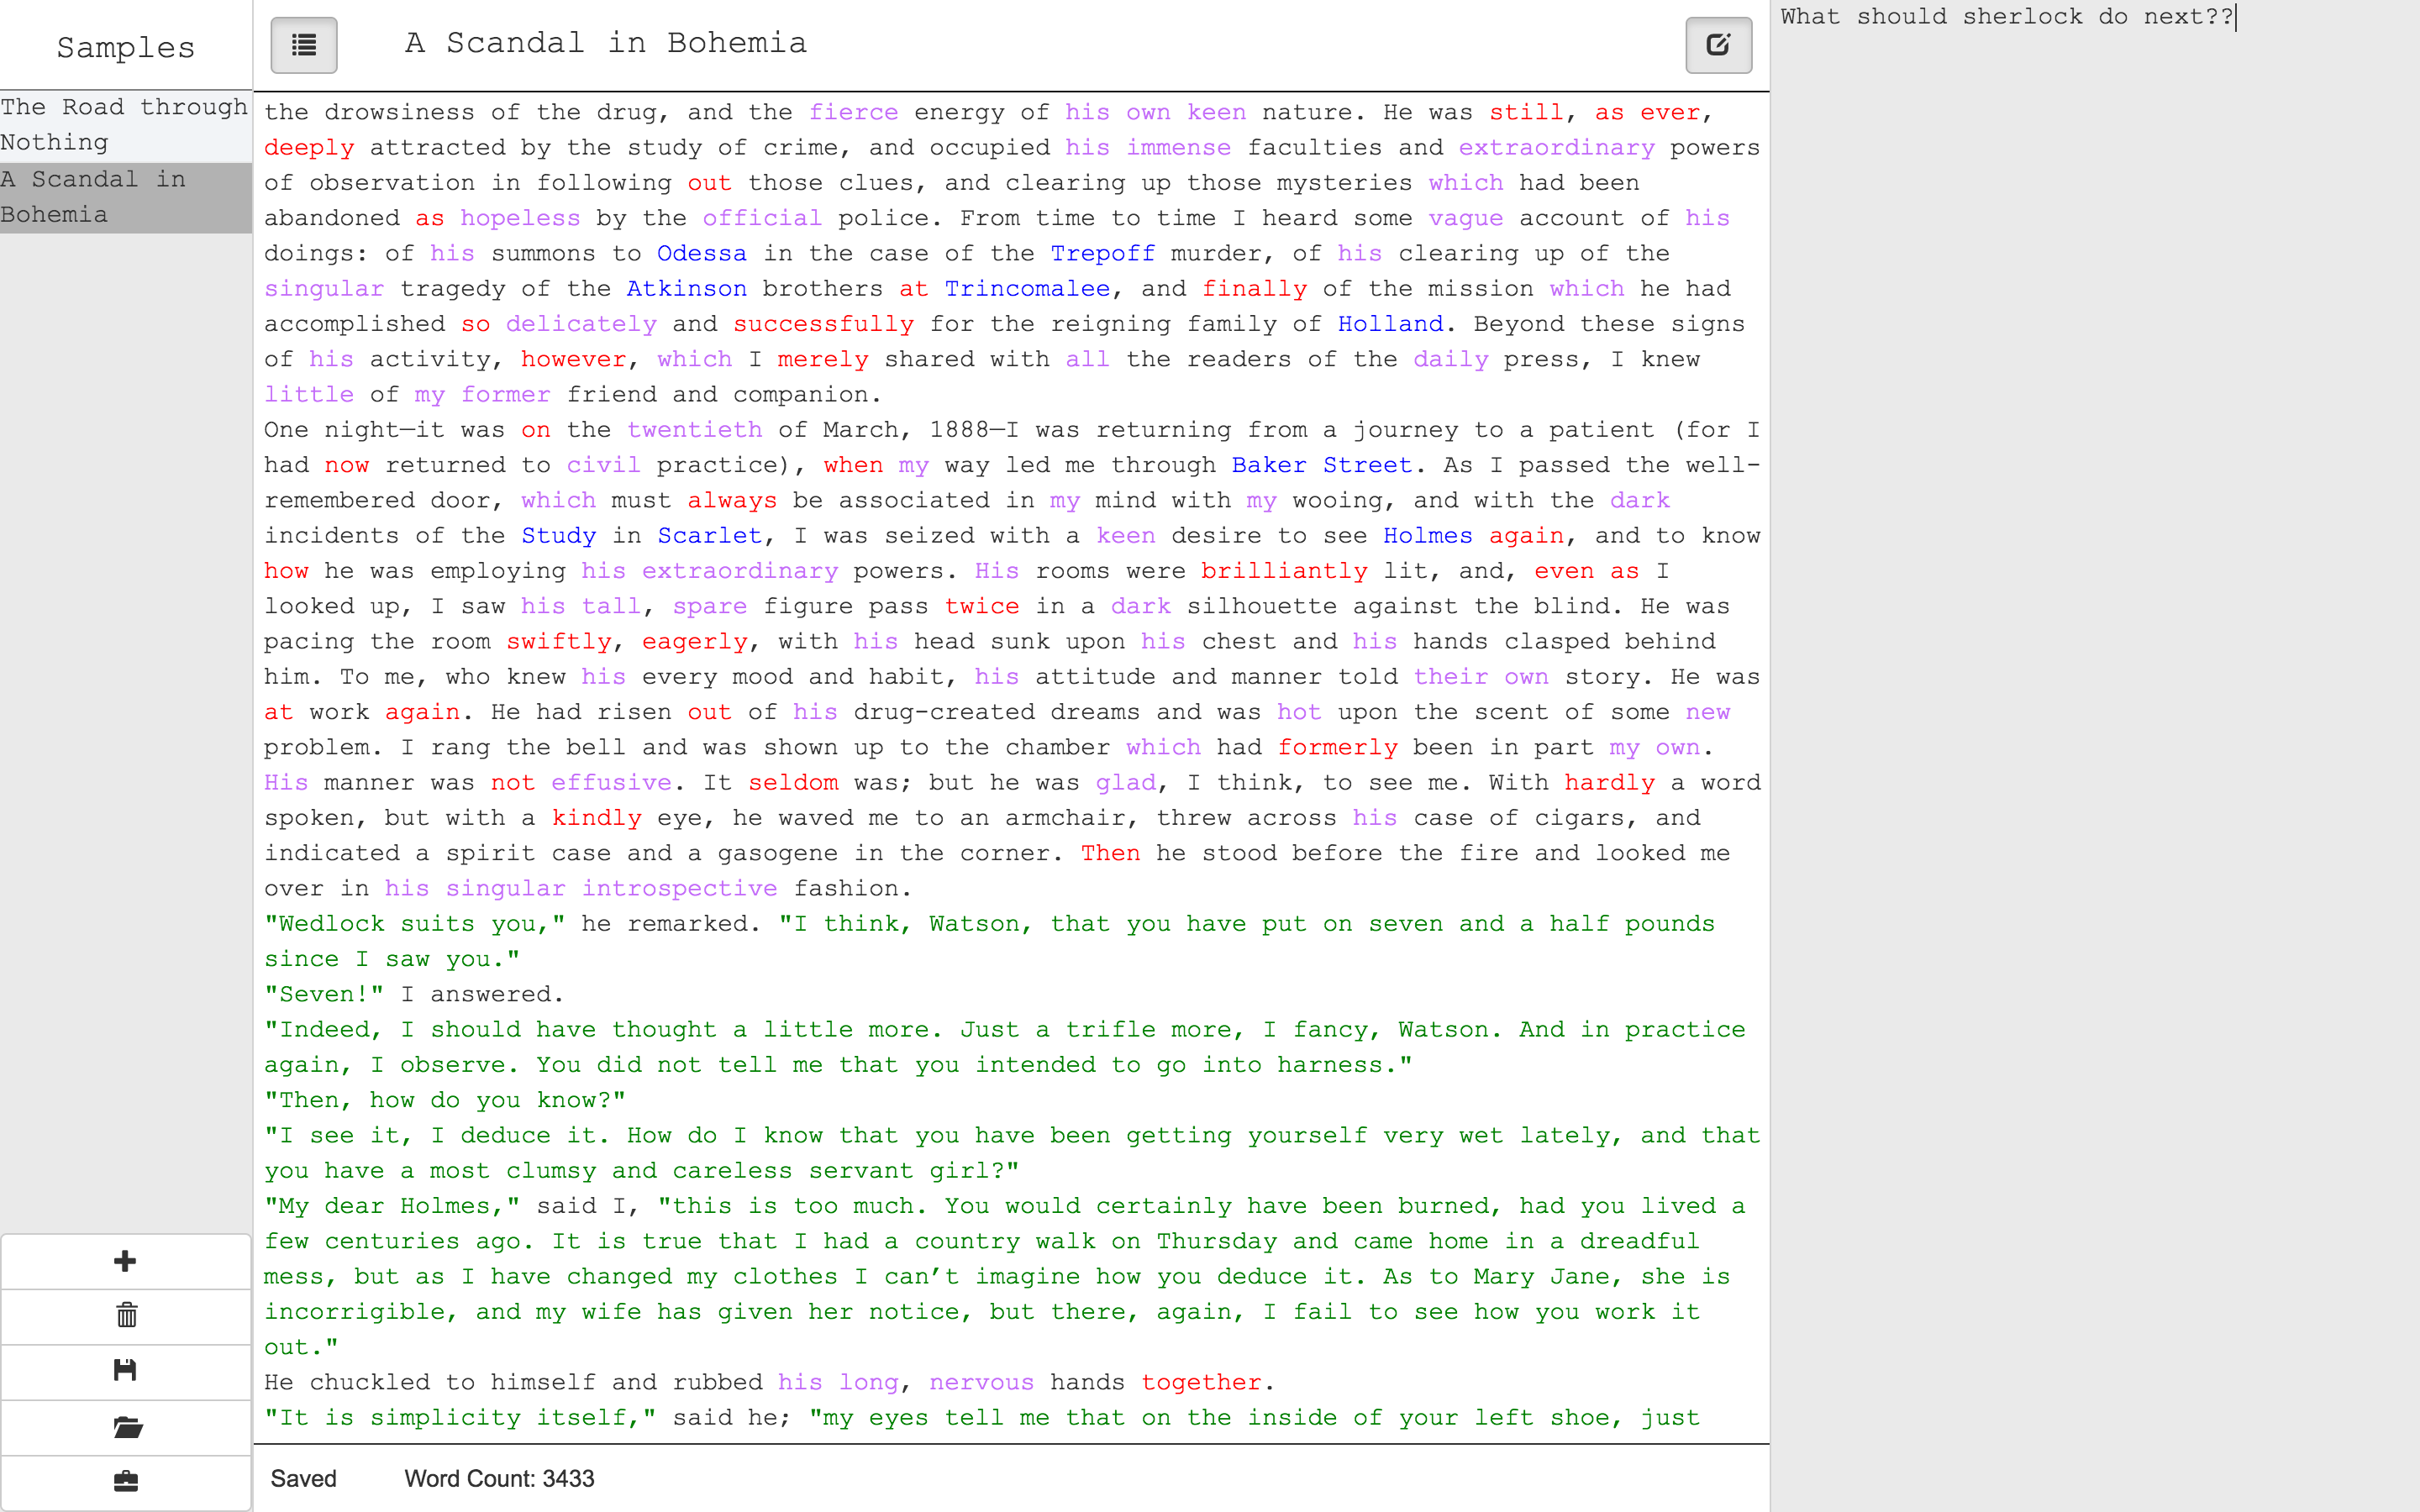 Samples
The Road through
Nothing
A Scandal in
Bohemia
A Scandal in Bohemia
the drowsiness of the drug, and the fierce energy of his own keen nature. He was still, as ever,
deeply attracted by the study of crime, and occupied his immense faculties and extraordinary powers
of observation in following out those clues, and clearing up those mysteries which had been
abandoned as hopeless by the official police. From time to time I heard some vague account of his
doings: of his summons to Odessa in the case of the Trepoff murder, of his clearing up of the
singular tragedy of the Atkinson brothers at Trincomalee, and finally of the mission which he had
accomplished so delicately and successfully for the reigning family of Holland. Beyond these signs
of his activity, however, which I merely shared with all the readers of the daily press, I knew
little of my former friend and companion.
One night—it was on the twentieth of March, 1888—I was returning from a journey to a patient (for I
had now returned to civil practice), when my way led me through Baker Street. As I passed the well-
remembered door, which must always be associated in my mind with my wooing, and with the dark
incidents of the Study in Scarlet, I was seized with a keen desire to see Holmes again, and to know
how he was employing his extraordinary powers. His rooms were brilliantly lit, and, even as I
looked up, I saw his tall, spare figure pass twice in a dark silhouette against the blind. He was
pacing the room swiftly, eagerly, with his head sunk upon his chest and his hands clasped behind
him. To me, who knew his every mood and habit, his attitude and manner told their own story. He was
at work again. He had risen out of his drug-created dreams and was hot upon the scent of some new
problem. I rang the bell and was shown up to the chamber which had formerly been in part my own.
His manner was not effusive. It seldom was; but he was glad, I think, to see me. With hardly a word
spoken, but with a kindly eye, he waved me to an armchair, threw across his case of cigars, and
indicated a spirit case and a gasogene in the corner. Then he stood before the fire and looked me
over in his singular introspective fashion.
"Wedlock suits you," he remarked. "I think, Watson, that you have put on seven and a half pounds
since I saw you."
"Seven!" I answered.
"Indeed, I should have thought a little more. Just a trifle more, I fancy, Watson. And in practice
again, I observe. You did not tell me that you intended to go into harness."
"Then, how do you know?"
"I see it, I deduce it. How do I know that you have been getting yourself very wet lately, and that
you have a most clumsy and careless servant girl?"
"My dear Holmes," said I, "this is too much. You would certainly have been burned, had you lived a
few centuries ago. It is true that I had a country walk on Thursday and came home in a dreadful
mess, but as I have changed my clothes I can’t imagine how you deduce it. As to Mary Jane, she is
incorrigible, and my wife has given her notice, but there, again, I fail to see how you work it
out."
He chuckled to himself and rubbed his long, nervous hands together.
"It is simplicity itself," said he; "my eyes tell me that on the inside of your left shoe, just
Saved
Word Count: 3433
What should sherlock do next??